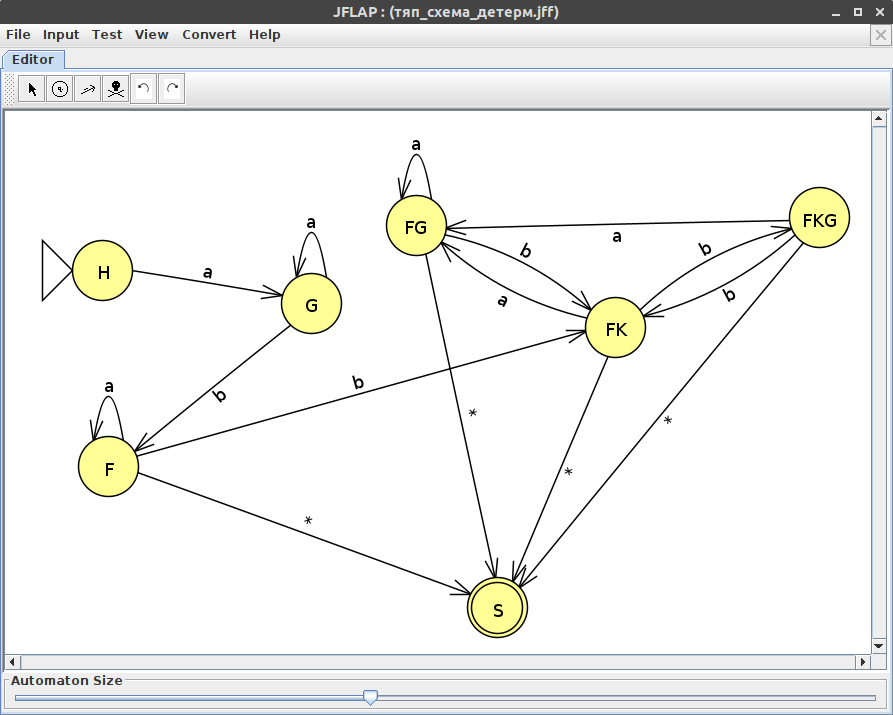 JFLAP : (тяп_схема_детерм.jff)
File Input Test View Convert Help
Editor
a
a
FG
FKG
a
b
b
a
H
a
G
a
b
FK
a
b
b
*
*
F
*
*
S
Automaton Size